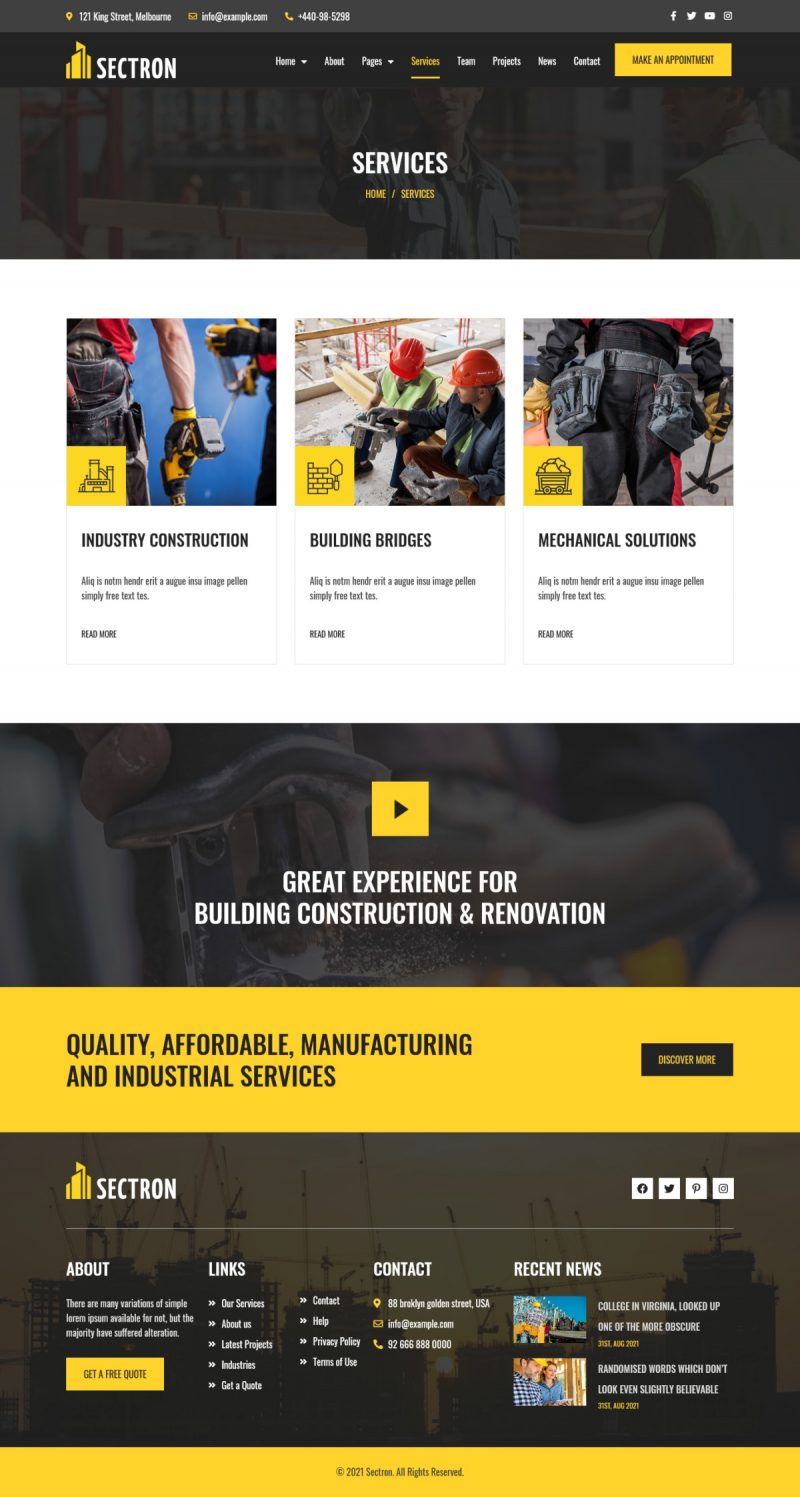 121 King Street, Melbourne info@example.com +440-98-5298
SECTRON
Home About Pages Services Team Projects News Contact MAKE AN APPOINTMENT
SERVICES
HOME / SERVICES
INDUSTRY CONSTRUCTION
Aliq is notm hendr erit a augue insu image pellen
simply free text tes.
READ MORE
BUILDING BRIDGES
Aliq is notm hendr erit a augue insu image pellen
simply free text tes.
READ MORE
MECHANICAL SOLUTIONS
Aliq is notm hendr erit a augue insu image pellen
simply free text tes.
READ MORE
GREAT EXPERIENCE FOR
BUILDING CONSTRUCTION & RENOVATION
QUALITY, AFFORDABLE, MANUFACTURING
AND INDUSTRIAL SERVICES
DISCOVER MORE
SECTRON
ABOUT
There are many variations of simple
lorem ipsum available for not, but the
majority have suffered alteration.
GET A FREE QUOTE
LINKS
Our Services
About us
Latest Projects
Industries
Get a Quote
Contact
Help
Privacy Policy
Terms of Use
CONTACT
88 broklyn golden street, USA
info@example.com
92 666 888 0000
RECENT NEWS
COLLEGE IN VIRGINIA, LOOKED UP
ONE OF THE MORE OBSCURE
31ST, AUG 2021
RANDOMISED WORDS WHICH DON'T
LOOK EVEN SLIGHTLY BELIEVABLE
31ST, AUG 2021
© 2021 Sectron. All Rights Reserved.